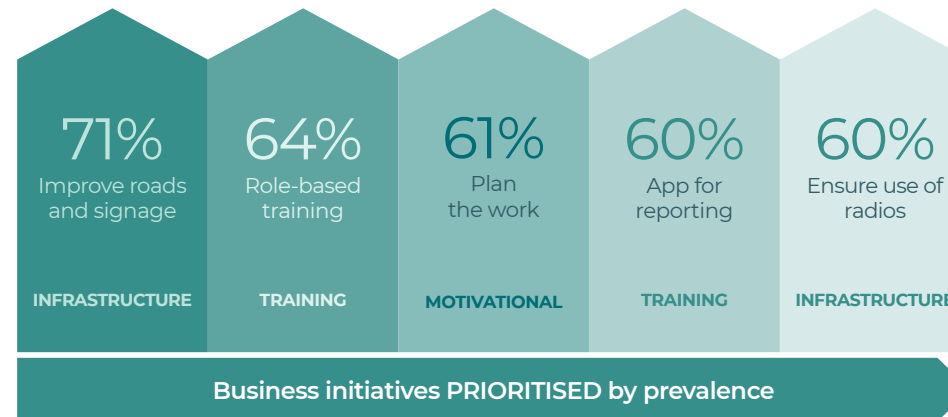 71%
Improve roads
and signage
INFRASTRUCTURE
64%
Role-based
training
TRAINING
61%
Plan
the work
MOTIVATIONAL
60%
App for
reporting
TRAINING
60%
Ensure use of
radios
INFRASTRUCTURE
Business initiatives PRIORITISED by prevalence